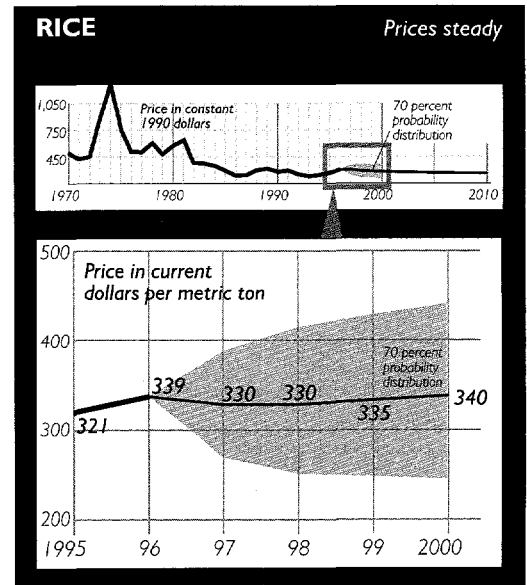 RICE
Prices steady
1,050
750
450
Price in constant
1990 dollars
70 percent
probability
distribution
1970
1980
1990
2000
2010
500
400
300
200
Price in current
dollars per metric ton
70 percent
probability
distribution
321
339
330
330
335
340
1995
96
97
98
99
2000